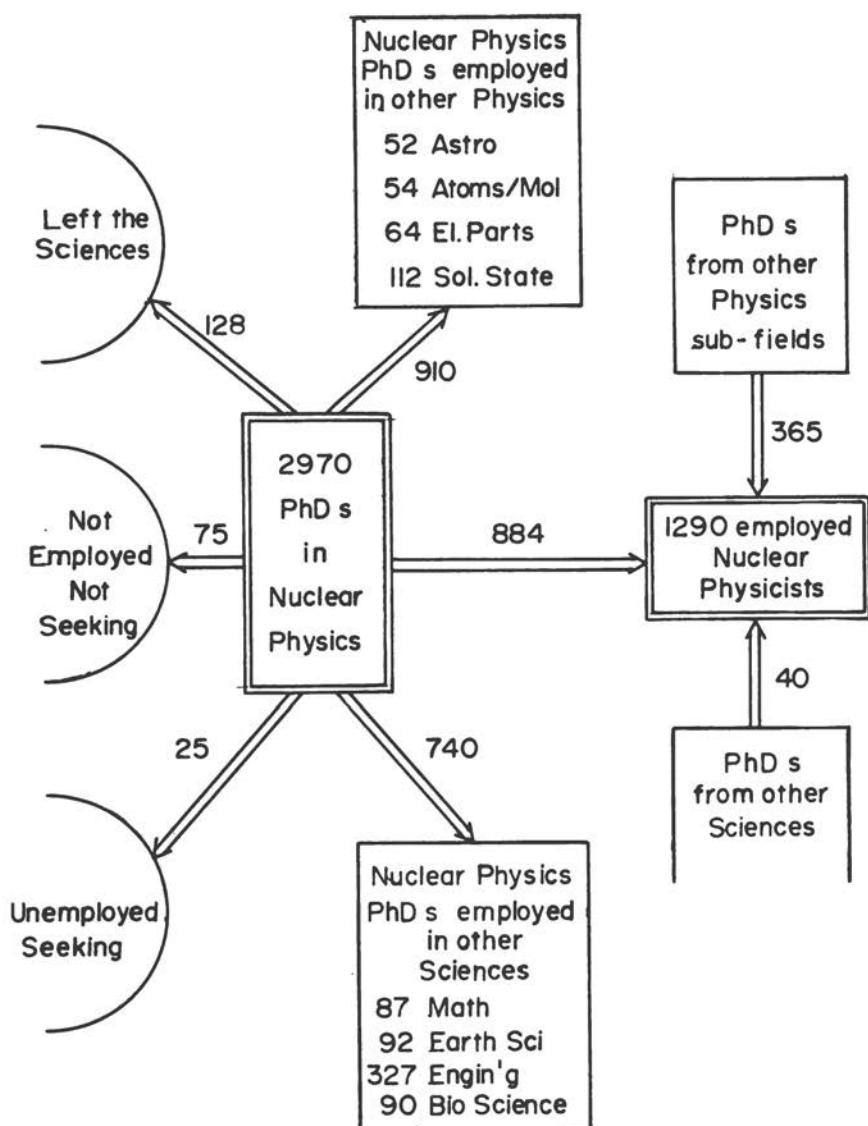 Nuclear Physics
PhD s employed
in other Physics
52 Astro
54 Atoms/Mol
64 El. Parts
112 Sol. State
Left the
Sciences
128
910
PhD s
from other
Physics
sub-fields
365
2970
PhD s
in
Nuclear
Physics
Not
Employed
Not
Seeking
75
884
1290 employed
Nuclear
Physicists
40
PhD s
from other
Sciences
25
740
Unemployed
Seeking
Nuclear Physics
PhD s employed
in other
Sciences
87 Math
92 Earth Sci
327 Engin'g
90 Bio Science